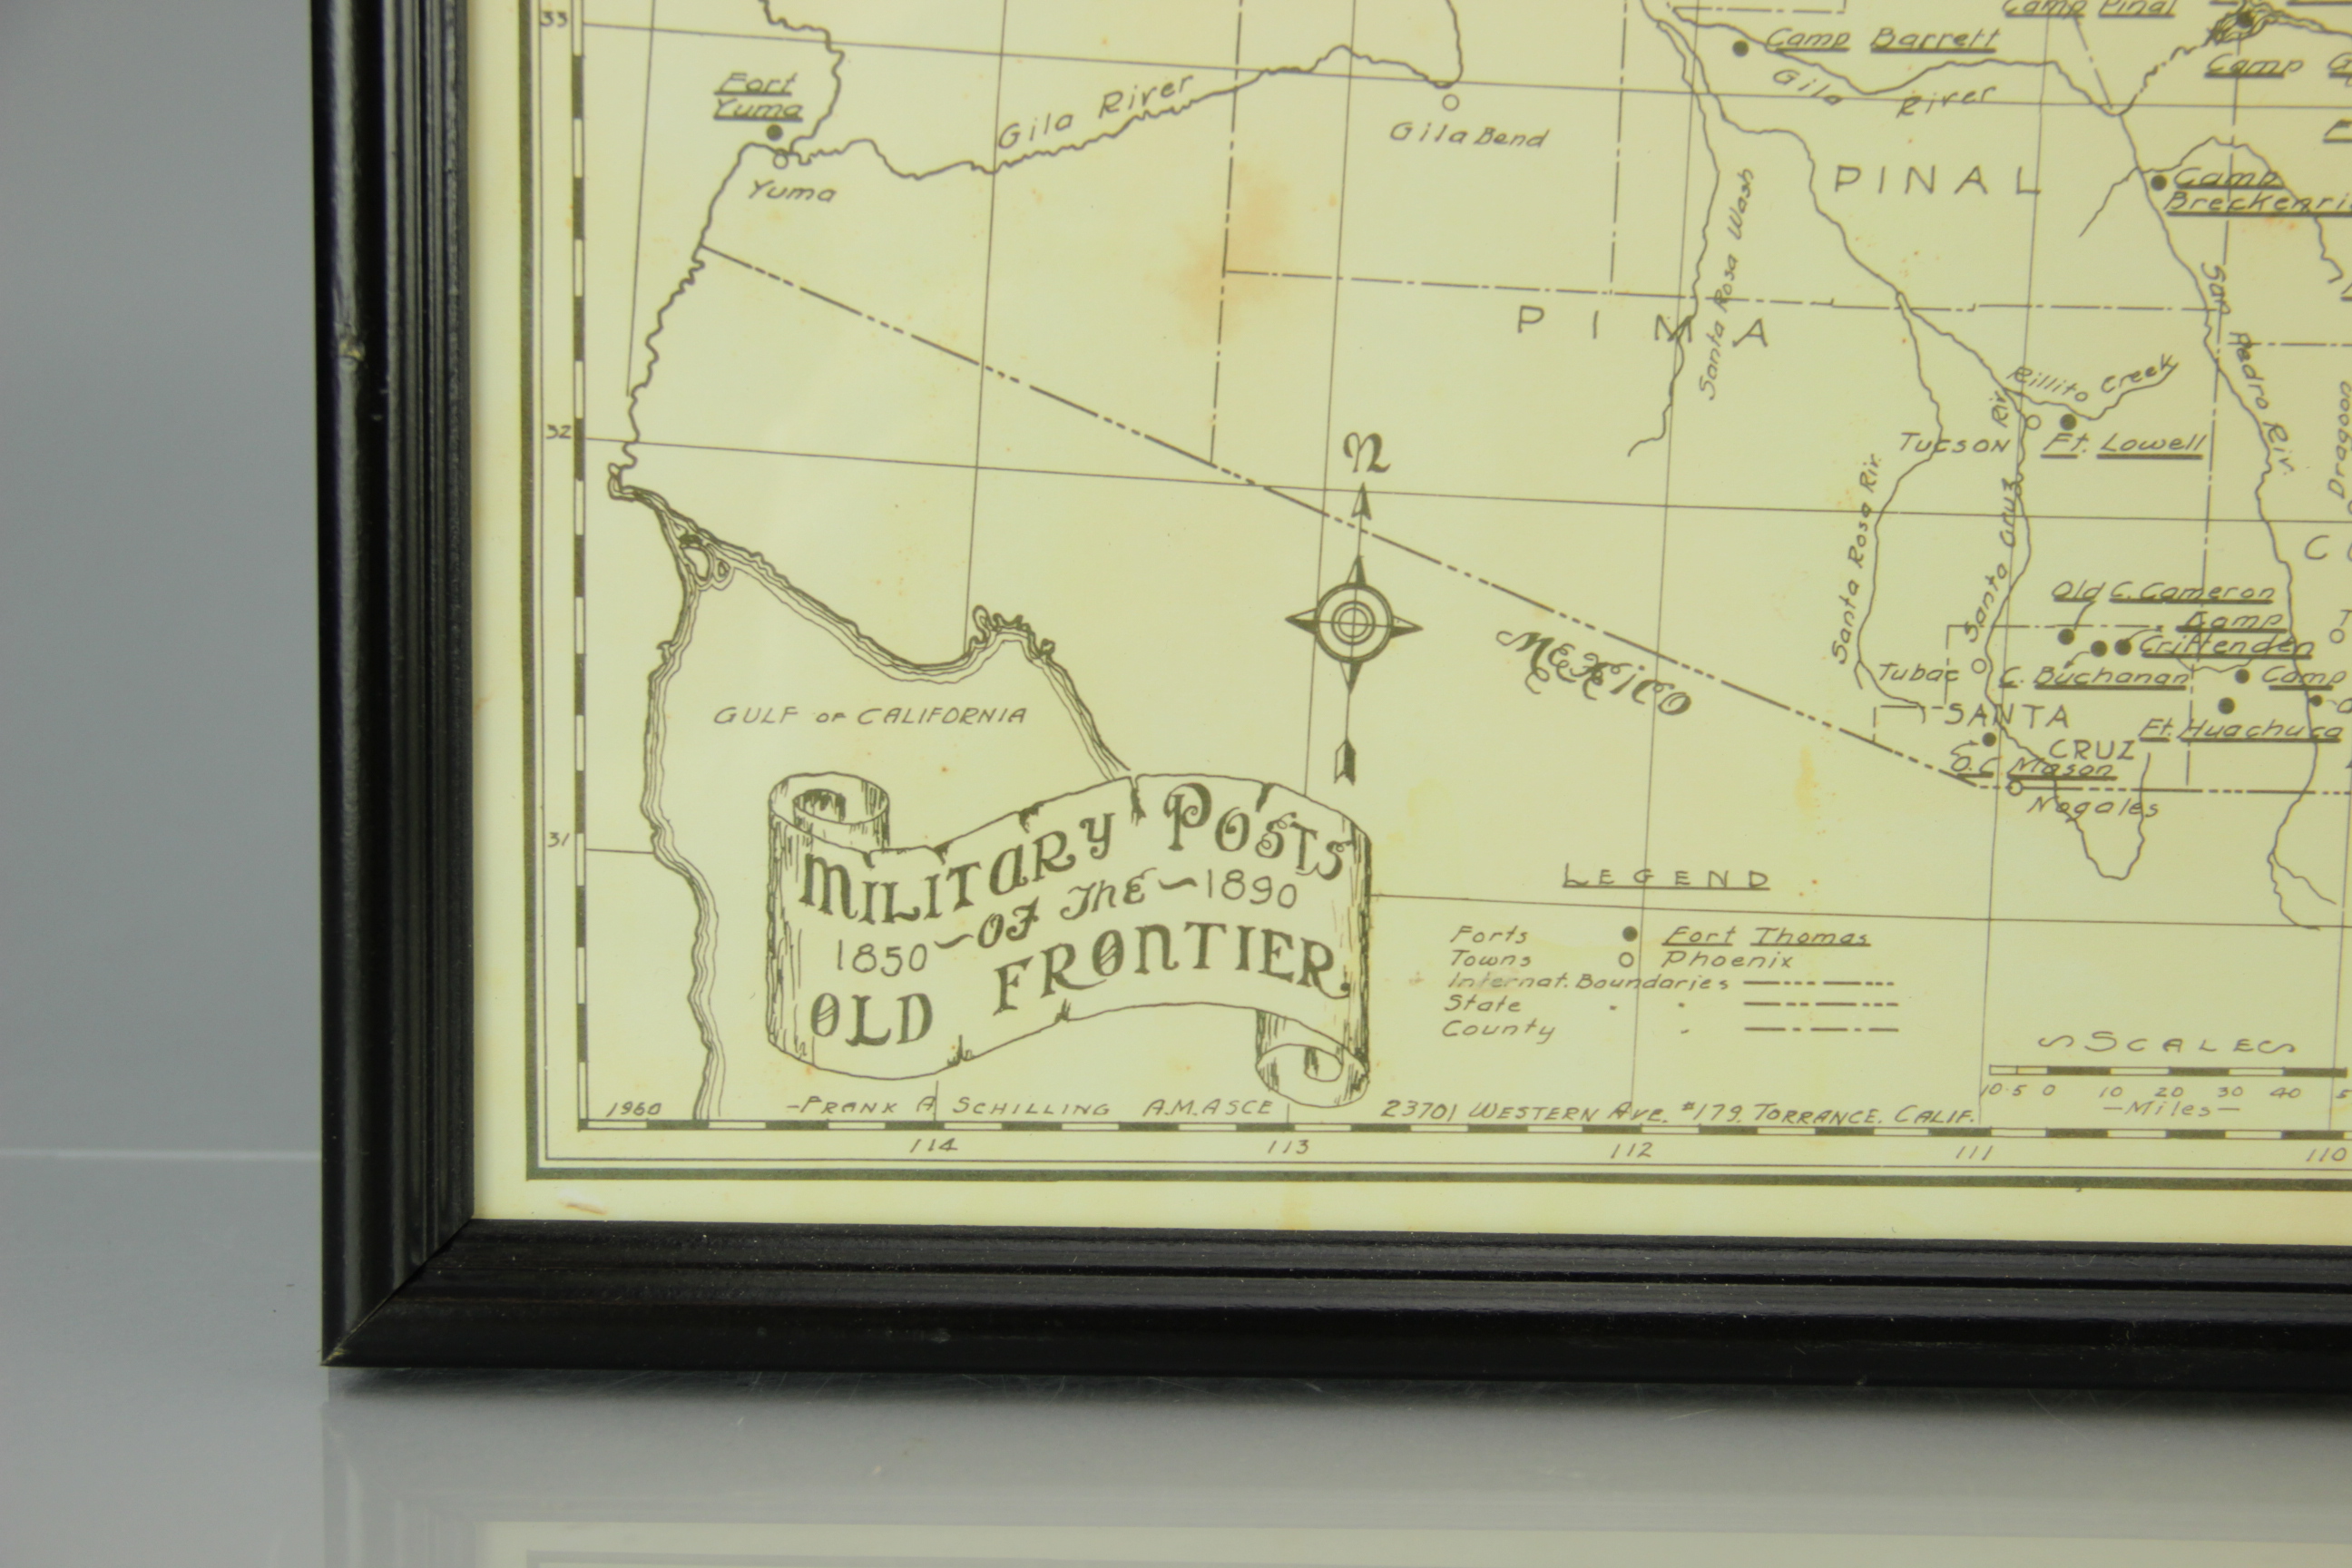 33
Camp Pinal
Camp Barrett
Camp
Fort
Yuma
Gila River
Gila River
Gila Bend
Yuma
PINAL
Camp
Santa Rosa Wash
San Pedro Riv.
PIMA
Rillito Creek
32
N
TUCSON
Ft. Lowell
Santa Cruz Riv.
Santa Rosa Riv.
Dragoon
Old C. Cameron
Camp
Crittenden
MEXICO
Tubac
C. Buchanan
Camp
GULF OF CALIFORNIA
SANTA
CRUZ
Ft. Huachuca
O.C. Mason
Nogales
31
MILITARY POSTS
1850~OF THE~1890
OLD FRONTIER.
LEGEND
Forts Fort Thomas
Towns Phoenix
Internat. Boundaries
State " "
County "
SCALE
10 5 0 10 20 30 40
-Miles-
1960 -FRANK A SCHILLING A.M.ASCE 23701 WESTERN AVE. #179. TORRANCE. CALIF.
114 113 112 111 110